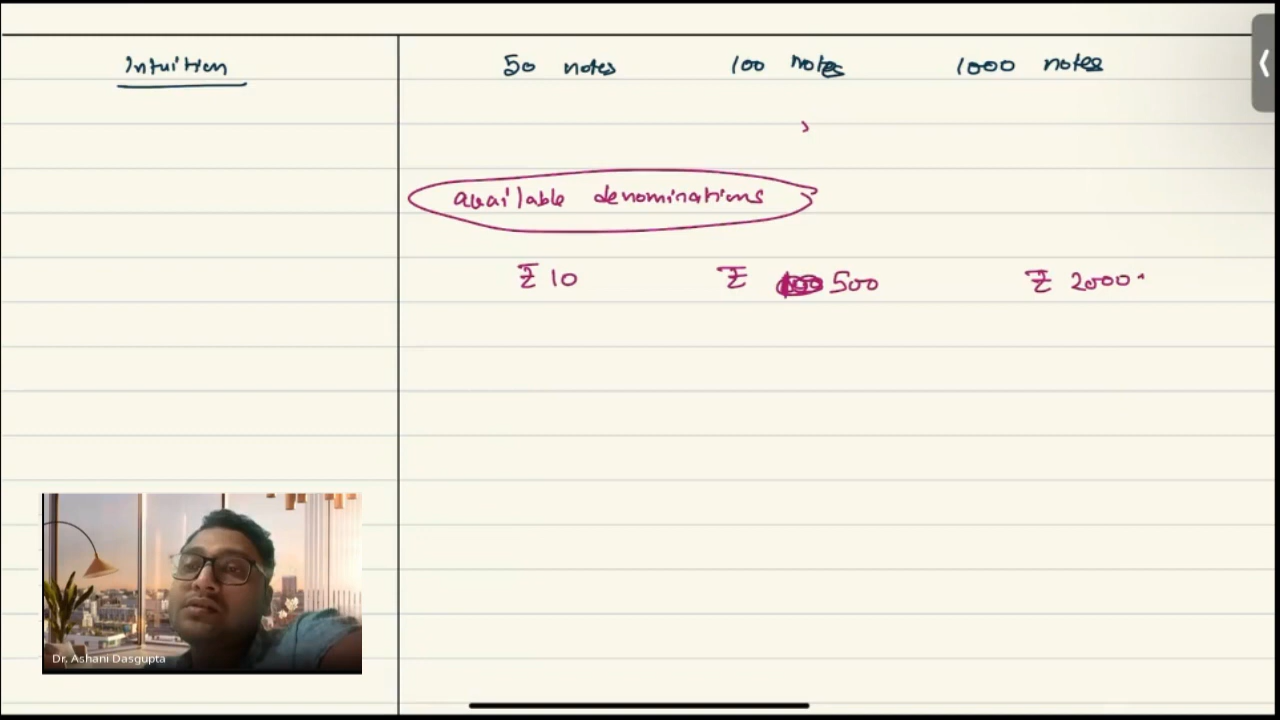 Intuition
50 notes 100 notes 1000 notes
available denominations
₹ 10 ₹ 500 ₹ 2000
Dr. Ashani Dasgupta